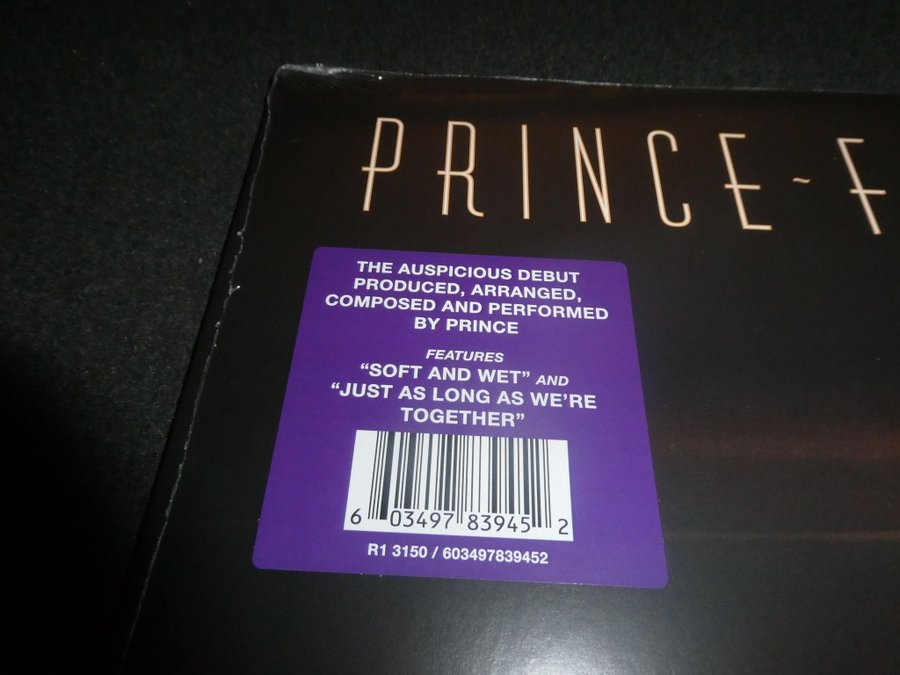 PRINCE ~ F
THE AUSPICIOUS DEBUT
PRODUCED, ARRANGED,
COMPOSED AND PERFORMED
BY PRINCE
FEATURES
“SOFT AND WET” AND
“JUST AS LONG AS WE’RE
TOGETHER”
6 03497 83945 2
R1 3150 / 603497839452